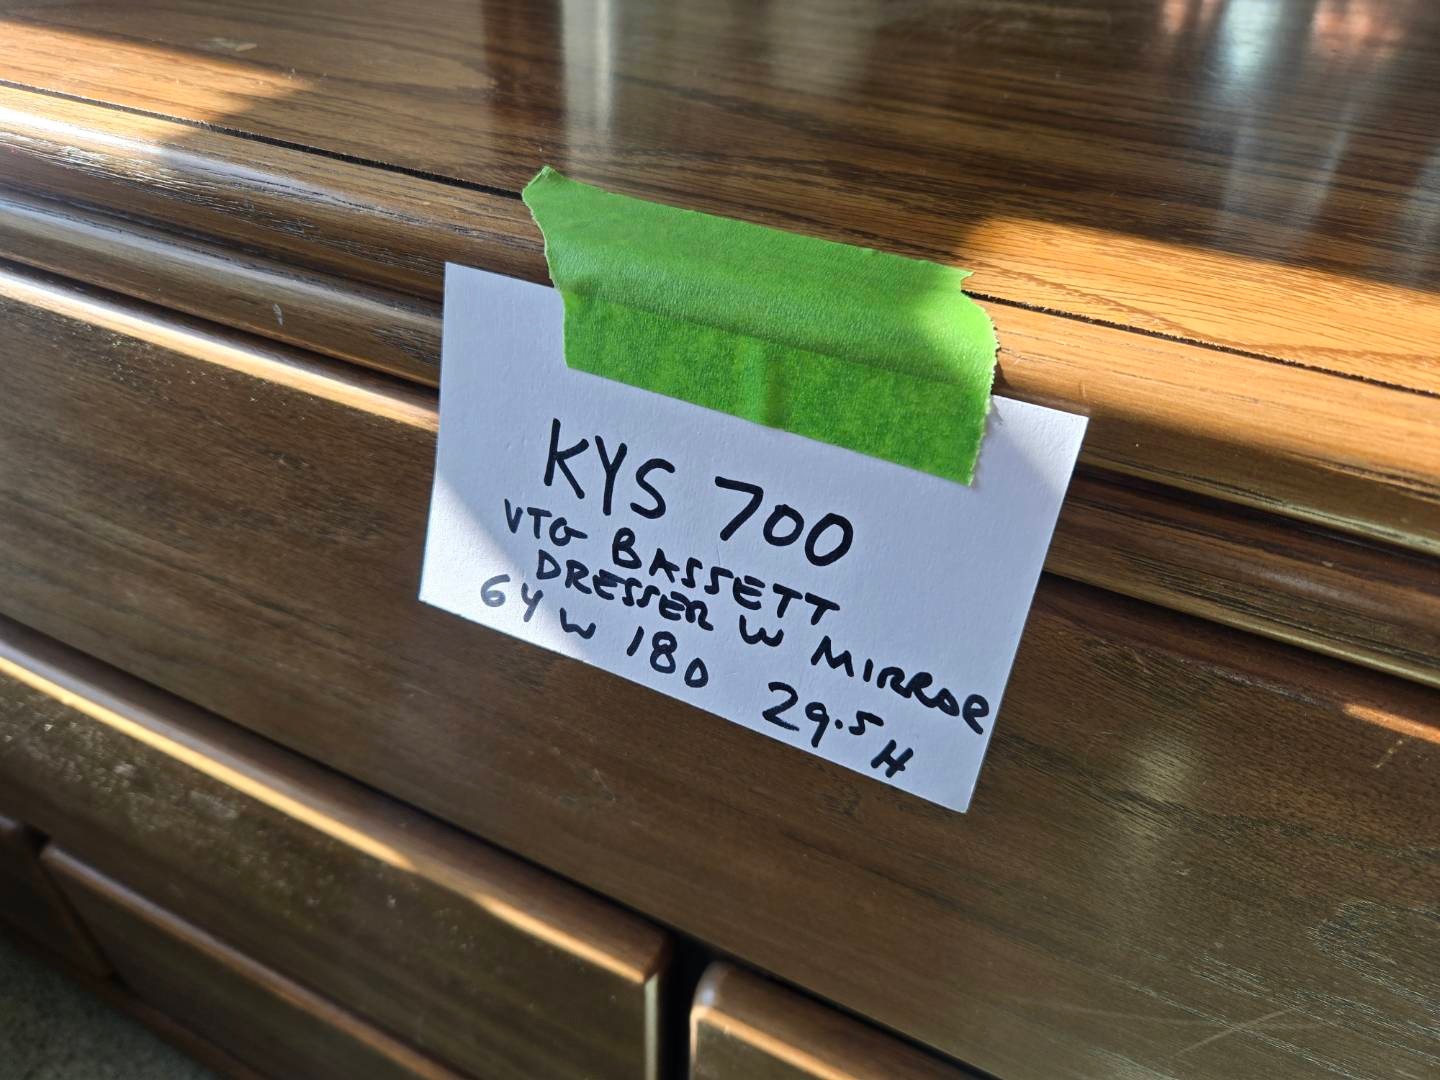 KYS 700
VTG BASSETT
DRESSER W MIRROR
64 W 18D 29.5 H